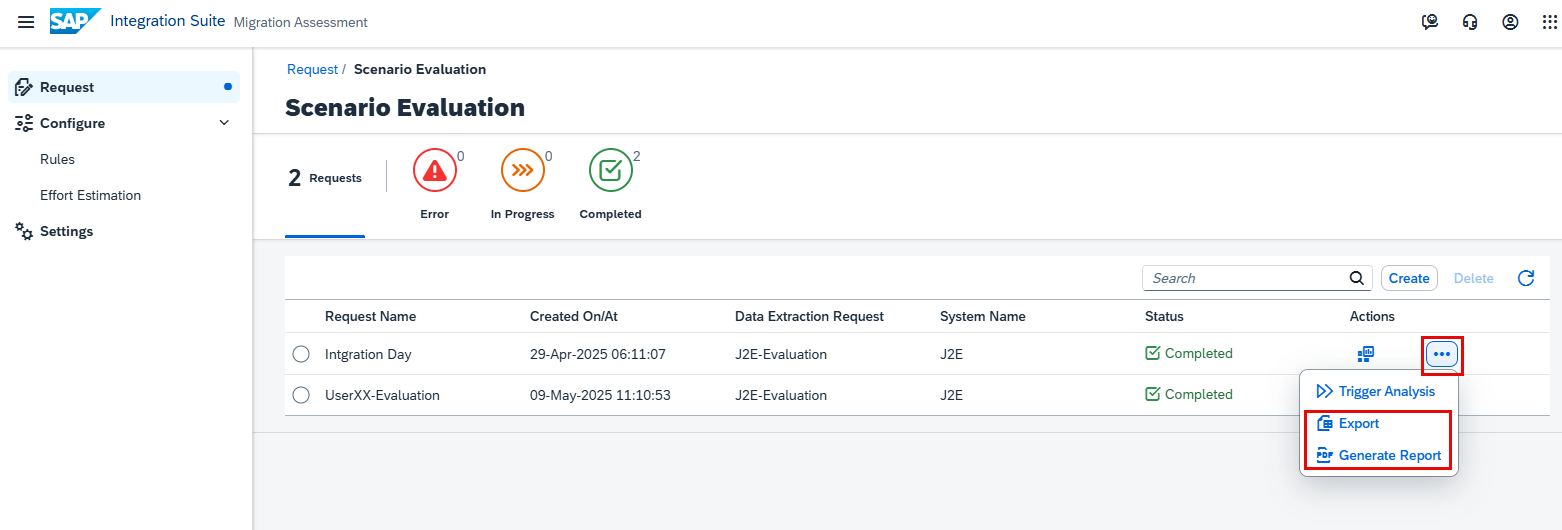 SAP Integration Suite Migration Assessment
Request
Configure
Rules
Effort Estimation
Settings
Request / Scenario Evaluation
Scenario Evaluation
2 Requests
0
Error
0
In Progress
2
Completed
Search
Create
Delete
Request Name Created On/At Data Extraction Request System Name Status Actions
Intgration Day 29-Apr-2025 06:11:07 J2E-Evaluation J2E Completed
UserXX-Evaluation 09-May-2025 11:10:53 J2E-Evaluation J2E Completed
Trigger Analysis
Export
PDF Generate Report